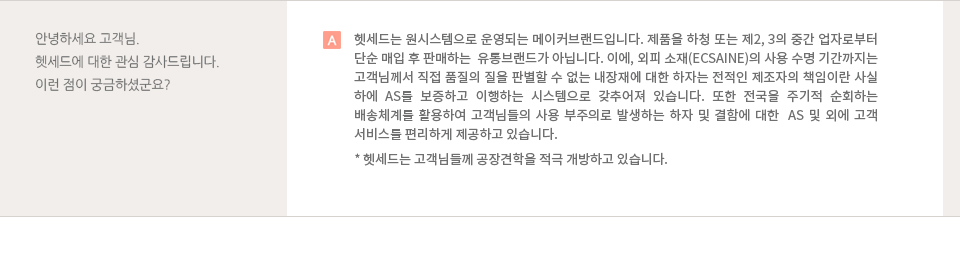 안녕하세요 고객님.
헷세드에 대한 관심 감사드립니다.
이런 점이 궁금하셨군요?
A 헷세드는 원시스템으로 운영되는 메이커브랜드입니다. 제품을 하청 또는 제2, 3의 중간 업자로부터
단순 매입 후 판매하는 유통브랜드가 아닙니다. 이에, 외피 소재(ECSAINE)의 사용 수명 기간까지는
고객님께서 직접 품질의 질을 판별할 수 없는 내장재에 대한 하자는 전적인 제조자의 책임이란 사실
하에 AS를 보증하고 이행하는 시스템으로 갖추어져 있습니다. 또한 전국을 주기적 순회하는
배송체계를 활용하여 고객님들의 사용 부주의로 발생하는 하자 및 결함에 대한 AS 및 외에 고객
서비스를 편리하게 제공하고 있습니다.
* 헷세드는 고객님들께 공장견학을 적극 개방하고 있습니다.